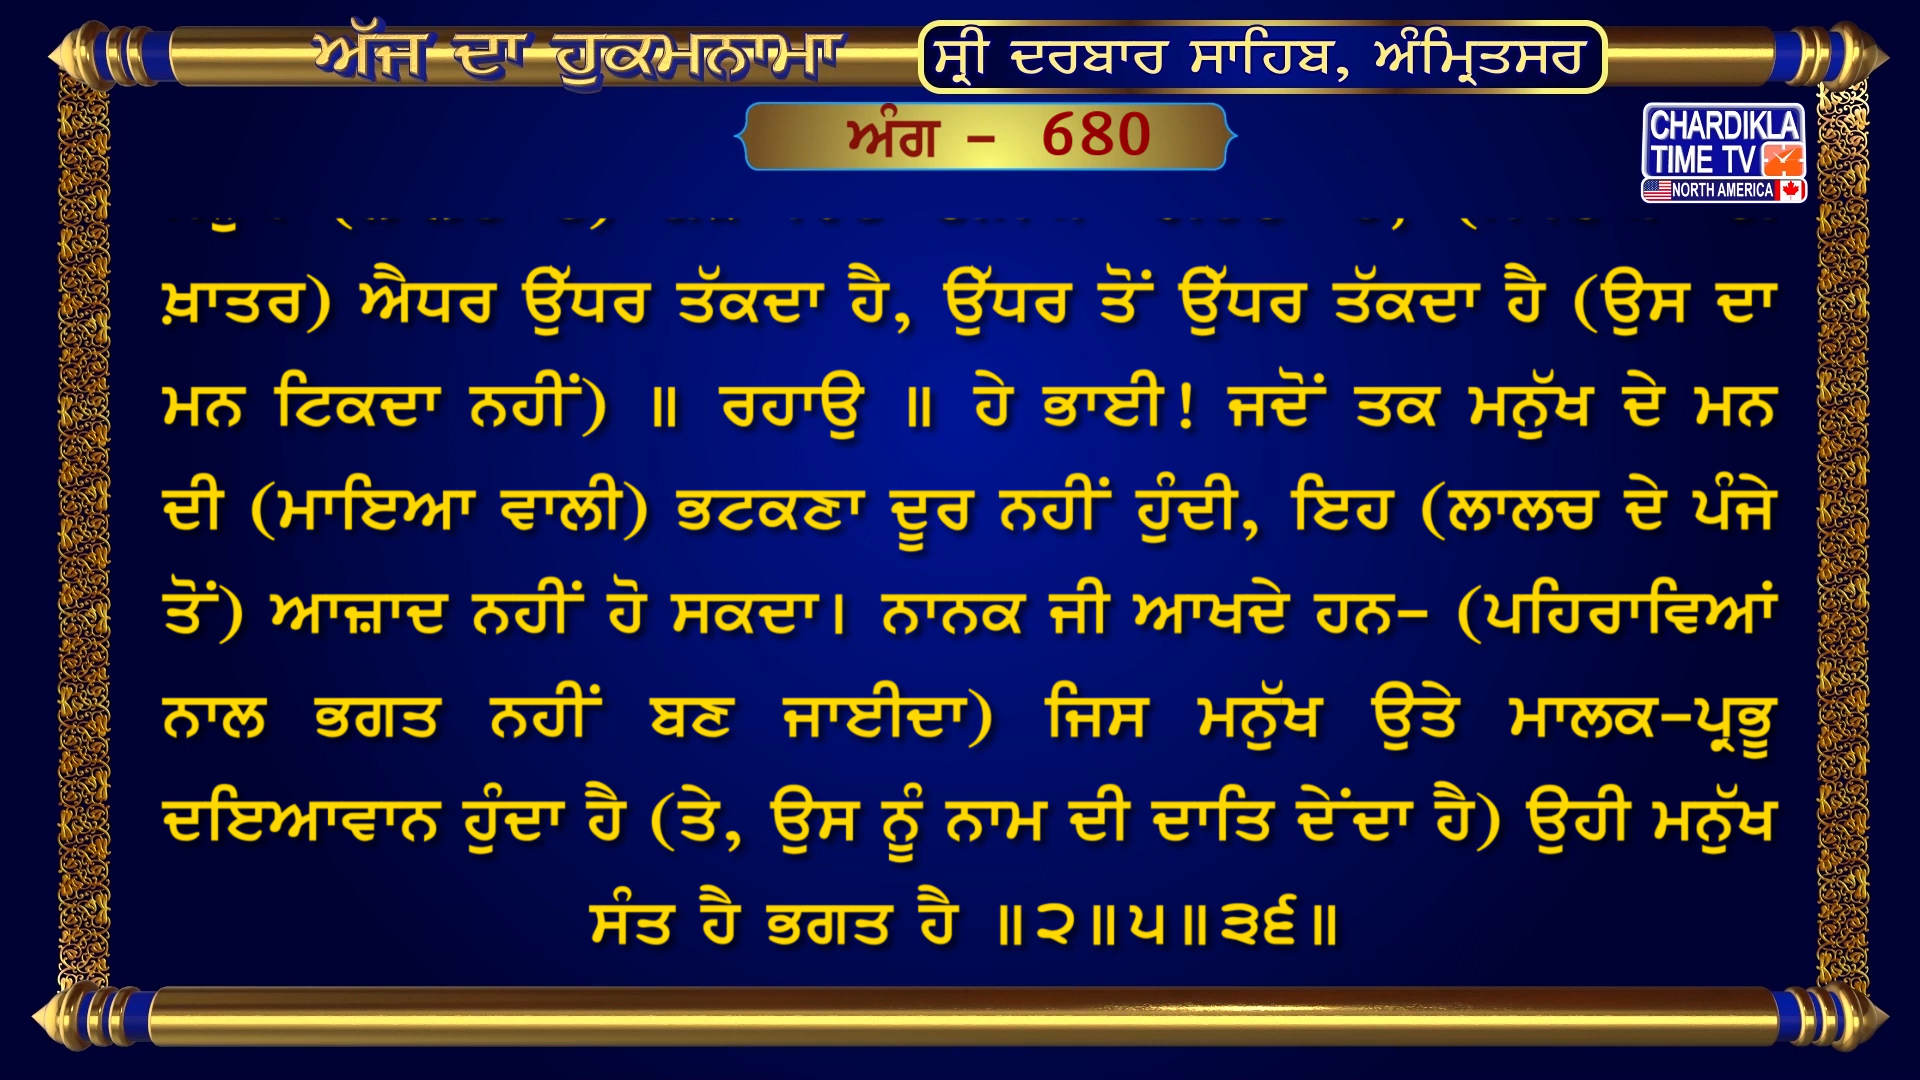 ਅੱਜ ਦਾ ਹੁਕਮਨਾਮਾ
ਸ੍ਰੀ ਦਰਬਾਰ ਸਾਹਿਬ, ਅੰਮ੍ਰਿਤਸਰ
ਅੰਗ - 680
CHARDIKLA
TIME TV
NORTH AMERICA
ਖ਼ਾਤਰ) ਐਧਰ ਉੱਧਰ ਤੱਕਦਾ ਹੈ, ਉੱਧਰ ਤੋਂ ਉੱਧਰ ਤੱਕਦਾ ਹੈ (ਉਸ ਦਾ
ਮਨ ਟਿਕਦਾ ਨਹੀਂ) ॥ ਰਹਾਉ ॥ ਹੇ ਭਾਈ! ਜਦੋਂ ਤਕ ਮਨੁੱਖ ਦੇ ਮਨ
ਦੀ (ਮਾਇਆ ਵਾਲੀ) ਭਟਕਣਾ ਦੂਰ ਨਹੀਂ ਹੁੰਦੀ, ਇਹ (ਲਾਲਚ ਦੇ ਪੰਜੇ
ਤੋਂ) ਆਜ਼ਾਦ ਨਹੀਂ ਹੋ ਸਕਦਾ। ਨਾਨਕ ਜੀ ਆਖਦੇ ਹਨ- (ਪਹਿਰਾਵਿਆਂ
ਨਾਲ ਭਗਤ ਨਹੀਂ ਬਣ ਜਾਈਦਾ) ਜਿਸ ਮਨੁੱਖ ਉਤੇ ਮਾਲਕ-ਪ੍ਰਭੂ
ਦਇਆਵਾਨ ਹੁੰਦਾ ਹੈ (ਤੇ, ਉਸ ਨੂੰ ਨਾਮ ਦੀ ਦਾਤਿ ਦੇਂਦਾ ਹੈ) ਉਹੀ ਮਨੁੱਖ
ਸੰਤ ਹੈ ਭਗਤ ਹੈ ॥੨॥੫॥੩੬॥